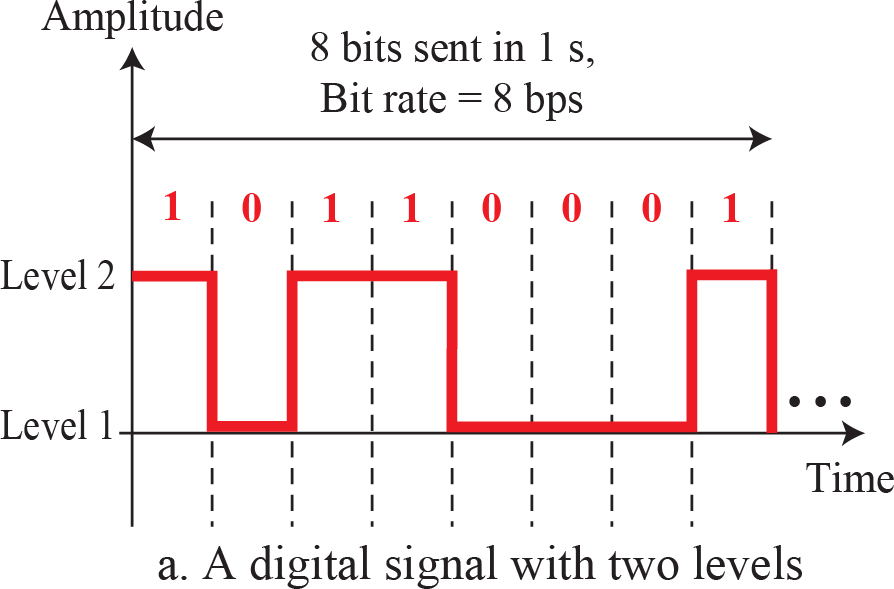 Amplitude
8 bits sent in 1 s,
Bit rate = 8 bps
1 0 1 1 0 0 0 1
Level 2
Level 1
...
Time
a. A digital signal with two levels